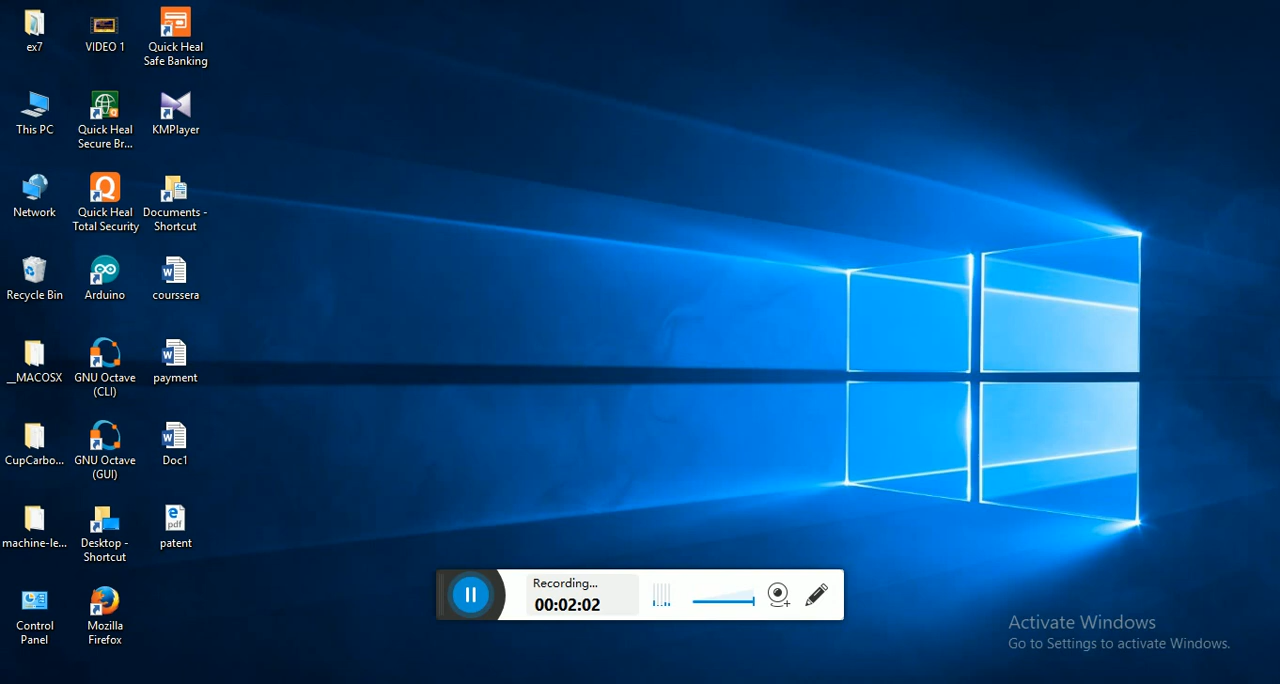 ex7
VIDEO 1
Quick Heal
Safe Banking
This PC
Quick Heal
Secure Br...
KMPlayer
Network
Quick Heal
Total Security
Documents -
Shortcut
Recycle Bin
Arduino
courssera
__MACOSX
GNU Octave
(CLI)
payment
CupCarbo...
GNU Octave
(GUI)
Doc1
machine-le...
Desktop -
Shortcut
pdf
patent
Control
Panel
Mozilla
Firefox
Recording...
00:02:02
Activate Windows
Go to Settings to activate Windows.